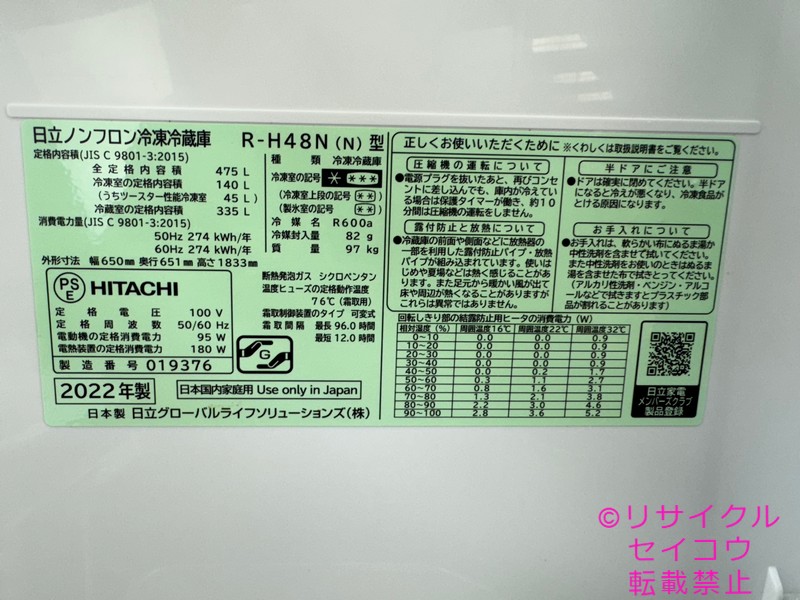 日立ノンフロン冷凍冷蔵庫 R-H48N (N) 型
定格内容積(JIS C 9801-3:2015)
全定格内容積 475 L
冷凍室の定格内容積 140 L
(うちツースター性能冷凍室 45 L)
冷蔵室の定格内容積 335 L
消費電力量(JIS C 9801-3:2015)
50Hz 274 kWh/年
60Hz 274 kWh/年
外形寸法 幅650mm 奥行651mm 高さ1833mm
種類 冷凍冷蔵庫
冷凍室の記号 * ***
(冷凍室上段の記号 **)
(製氷室の記号 **)
冷媒 R600a
冷媒封入量 82 g
質量 97 kg
PSE HITACHI
定格電圧 100 V
定格周波数 50/60 Hz
電動機の定格消費電力 95 W
電熱装置の定格消費電力 180 W
製造番号 019376
断熱発泡ガス シクロペンタン
温度ヒューズの定格動作温度
76℃(霜取用)
霜取制御装置のタイプ 可変式
霜取間隔 最長 96.0 時間
最短 12.0 時間
G
2022年製
日本国内家庭用 Use only in Japan
日本製 日立グローバルライフソリューションズ(株)
正しくお使いいただくために ※くわしくは取扱説明書をご覧ください。
圧縮機の運転について
●電源プラグを抜いたあと、再びコンセ
ントに差し込んでも、庫内が冷えてい
る場合は保護タイマーが働き、約10
分間は圧縮機の運転をしません。
露付防止と放熱について
●冷蔵庫の前面や側面などに放熱器の
一部を利用した露付防止パイプ・放熱
パイプが組み込まれています。使いは
じめや夏場などは熱く感じることがあり
ます。また足元から暖かい風が出て
床や周辺が熱くなることがありますが
これらは異常ではありません。
半ドアにご注意
●ドアは確実に閉めてください。半ドア
になると冷えが悪くなり、冷凍食品が
とける原因になります。
お手入れについて
●お手入れは、軟らかい布にぬるま湯か
中性洗剤を含ませて拭いてください。
また、中性洗剤をお使いのときはぬるま
湯を含ませた布で拭きとってください。
(アルカリ性洗剤・ベンジン・アルコ
ールなどで拭きますとプラスチック部
品が割れることがあります。)
回転しきり部の結露防止用ヒータの消費電力 (W)
相対湿度(%) 周囲温度16℃ 周囲温度22℃ 周囲温度32℃
0~10 0.0 0.0 0.9
10~20 0.0 0.0 0.9
20~30 0.0 0.0 0.9
30~40 0.0 0.0 0.9
40~50 0.0 0.2 1.7
50~60 0.3 1.1 2.7
60~70 0.8 1.6 3.1
70~80 1.3 2.1 3.8
80~90 2.2 3.0 4.6
90~100 2.8 3.6 5.2
日立家電
メンバーズクラブ
製品登録
©リサイクル
セイコウ
転載禁止